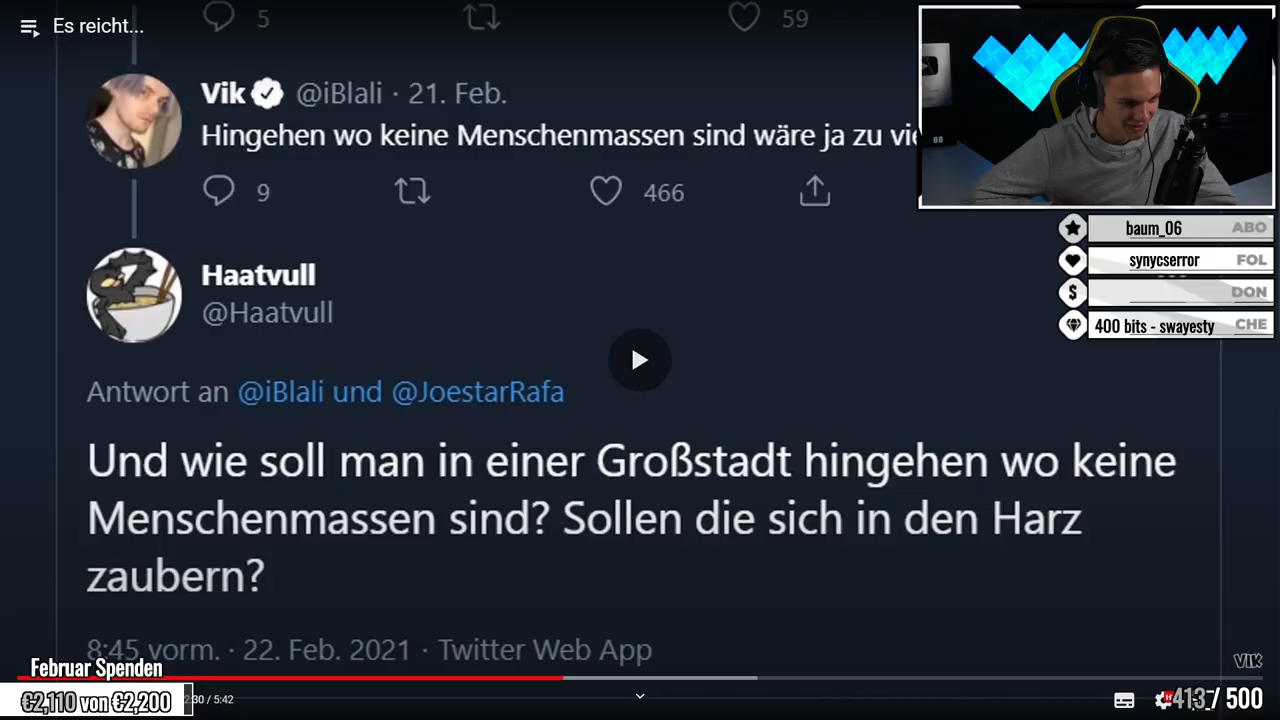 Es reicht...
5
59
Vik @iBlali · 21. Feb.
Hingehen wo keine Menschenmassen sind wäre ja zu
9
466
Haatvull
@Haatvull
Antwort an @iBlali und @JoestarRafa
Und wie soll man in einer Großstadt hingehen wo keine
Menschenmassen sind? Sollen die sich in den Harz
zaubern?
8:45 vorm. · 22. Feb. 2021 · Twitter Web App
baum_06 ABO
synycserror FOL
DON
400 bits - swayesty CHE
VIK
Februar Spenden
€2,110 von €2,200
2:30 / 5:42
413 / 500